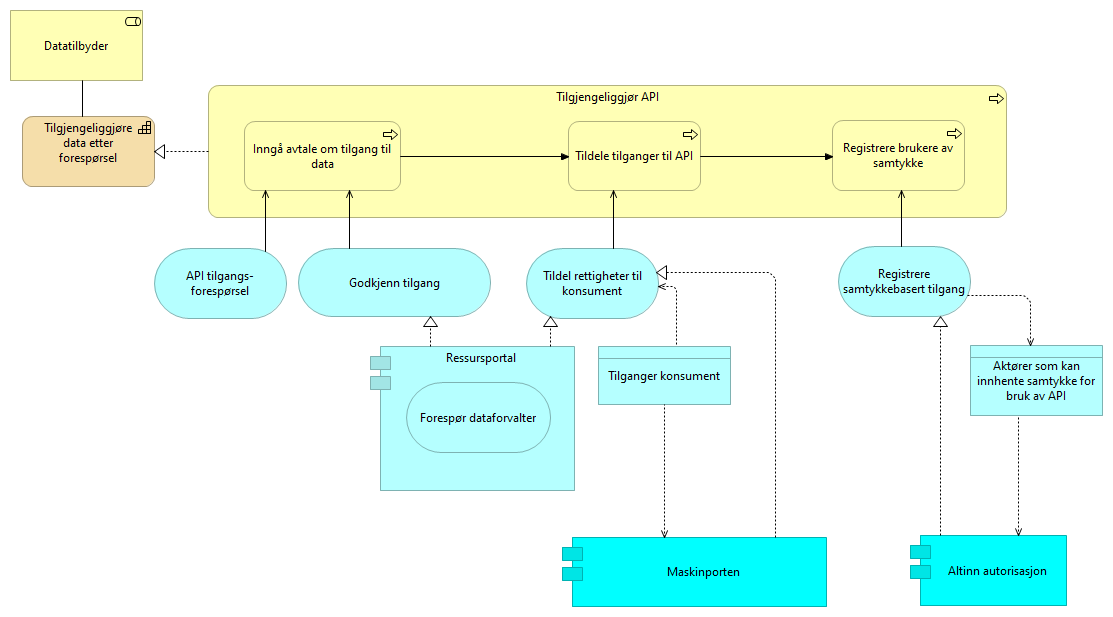 Datatilbyder
Tilgjengeliggjøre
data etter
forespørsel
Tilgjengeliggjør API
Inngå avtale om tilgang til
data
Tildele tilganger til API
Registrere brukere av
samtykke
API tilgangs-
forespørsel
Godkjenn tilgang
Tildel rettigheter til
konsument
Registrere
samtykkebasert tilgang
Ressursportal
Forespør dataforvalter
Tilganger konsument
Aktører som kan
innhente samtykke for
bruk av API
Maskinporten
Altinn autorisasjon